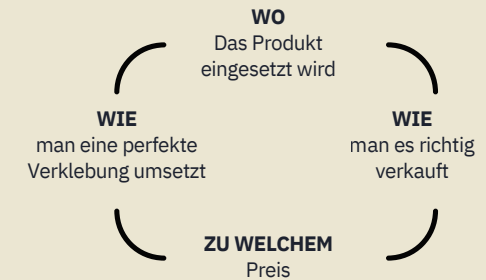 WO
Das Produkt
eingesetzt wird
WIE
man eine perfekte
Verklebung umsetzt
WIE
man es richtig
verkauft
ZU WELCHEM
Preis